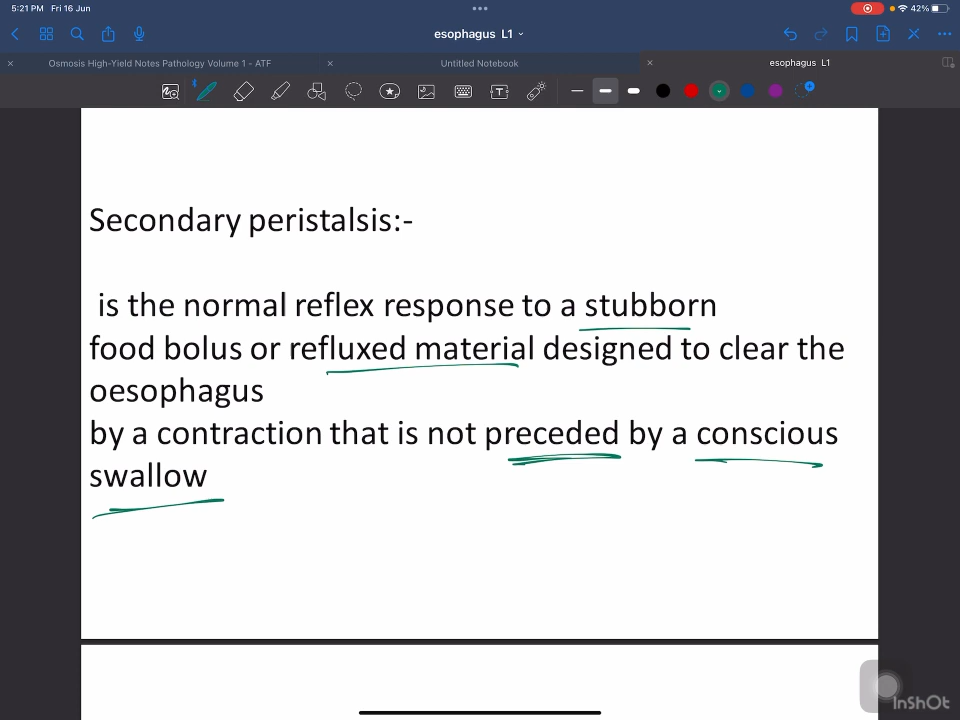 5:21 PM Fri 16 Jun
42%
esophagus L1
Osmosis High-Yield Notes Pathology Volume 1 - ATF
Untitled Notebook
esophagus L1
Secondary peristalsis:-
is the normal reflex response to a stubborn
food bolus or refluxed material designed to clear the
oesophagus
by a contraction that is not preceded by a conscious
swallow
InShOt